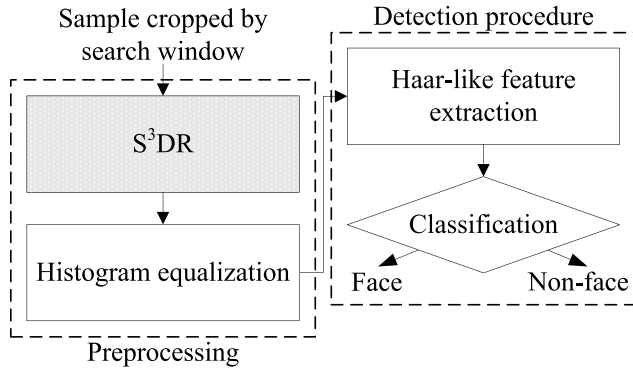 Sample cropped by
search window
S³DR
Histogram equalization
Preprocessing
Detection procedure
Haar-like feature
extraction
Classification
Face
Non-face